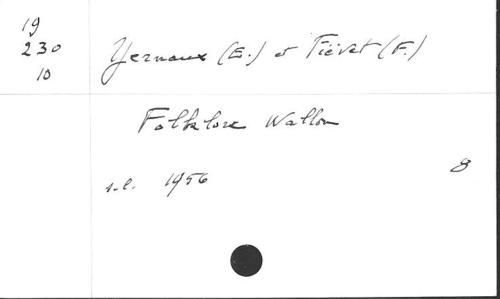 19
230
10
Yernaux (E.) & Fiévet (F.)
Folklore Wallon
s.l. 1956
8